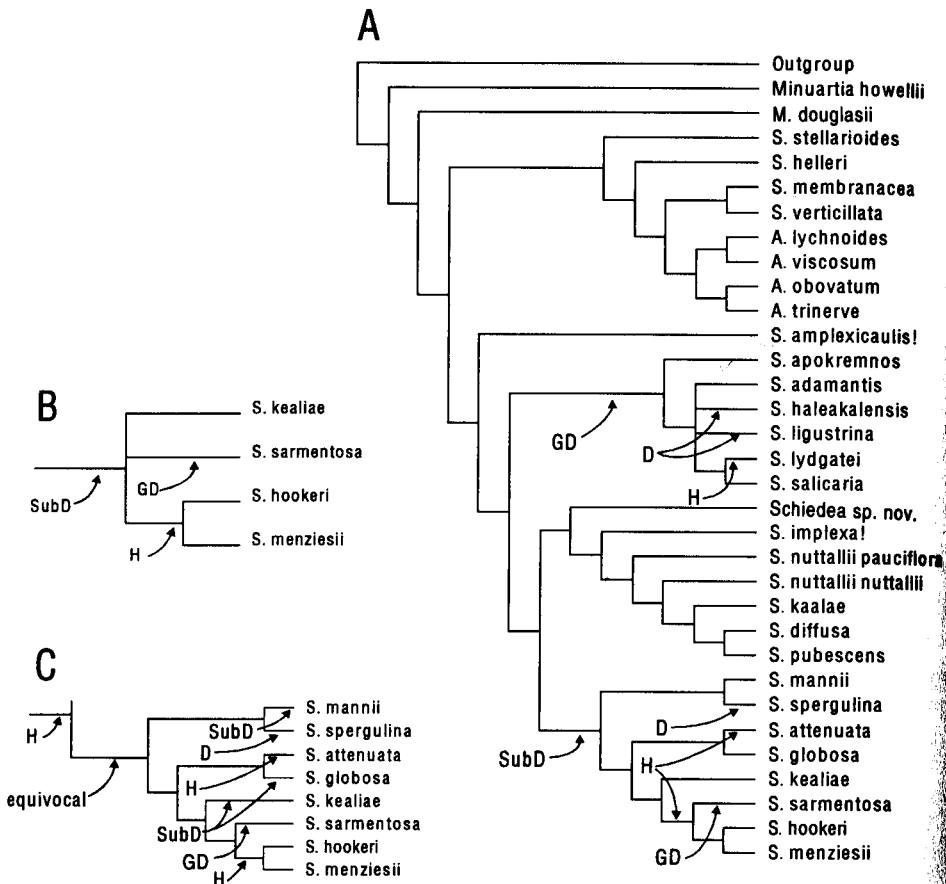 A
Outgroup
Minuartia howellii
M. douglasii
S. stellarioides
S. helleri
S. membranacea
S. verticillata
A. lychnoides
A. viscosum
A. obovatum
A. trinerve
S. amplexicaulis!
S. apokremnos
S. adamantis
S. haleakalensis
S. ligustrina
S. lydgatei
S. salicaria
GD
D
H
Schiedea sp. nov.
S. implexa!
S. nuttallii pauciflora
S. nuttallii nuttallii
S. kaalae
S. diffusa
S. pubescens
S. mannii
S. spergulina
S. attenuata
S. globosa
S. kealiae
S. sarmentosa
S. hookeri
S. menziesii
SubD
D
H
GD
B
S. kealiae
S. sarmentosa
S. hookeri
S. menziesii
SubD
GD
H
C
S. mannii
S. spergulina
S. attenuata
S. globosa
S. kealiae
S. sarmentosa
S. hookeri
S. menziesii
H
equivocal
SubD
D
H
SubD
GD
H